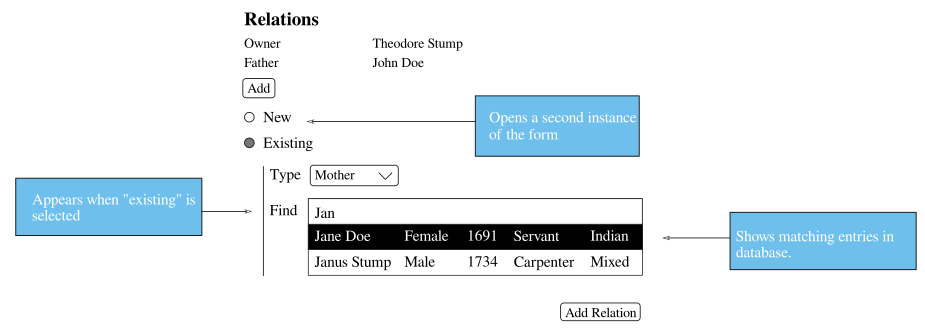 Relations
Owner Theodore Stump
Father John Doe
Add
New
Opens a second instance
of the form
Existing
Type Mother
Appears when "existing" is
selected
Find Jan
Jane Doe Female 1691 Servant Indian
Janus Stump Male 1734 Carpenter Mixed
Shows matching entries in
database.
Add Relation